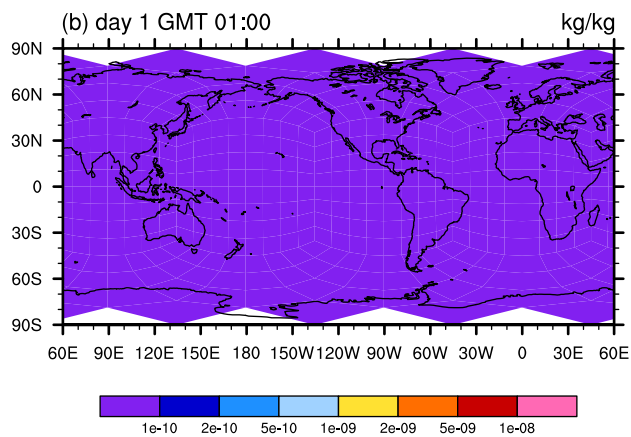 (b) day 1 GMT 01:00 kg/kg
90N
60N
30N
0
30S
60S
90S
60E 90E 120E 150E 180 150W 120W 90W 60W 30W 0 30E 60E
1e-10 2e-10 5e-10 1e-09 2e-09 5e-09 1e-08